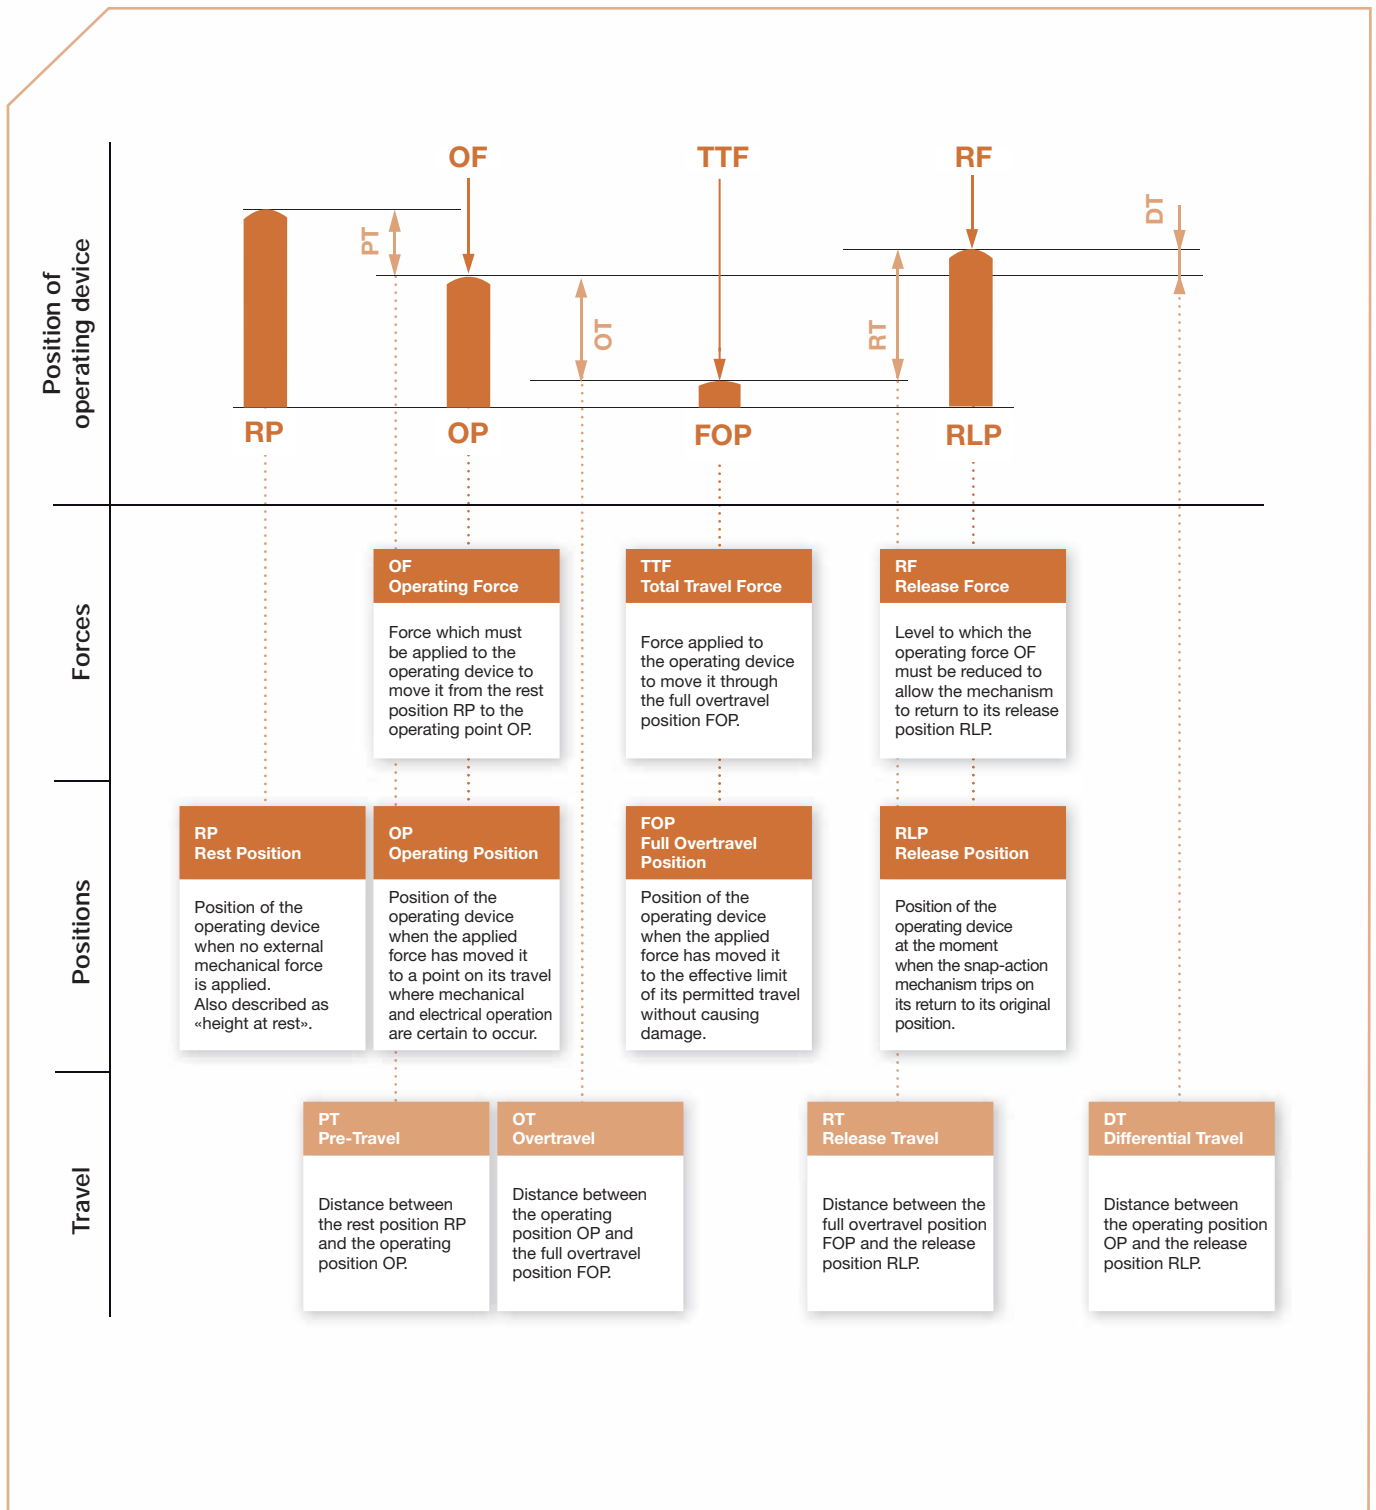 OF
TTF
RF
DT
PT
OT
RT
Position of
operating device
RP
OP
FOP
RLP
Forces
OF
Operating Force
Force which must
be applied to the
operating device to
move it from the rest
position RP to the
operating point OP.
TTF
Total Travel Force
Force applied to
the operating device
to move it through
the full overtravel
position FOP.
RF
Release Force
Level to which the
operating force OF
must be reduced to
allow the mechanism
to return to its release
position RLP.
Positions
RP
Rest Position
Position of the
operating device
when no external
mechanical force
is applied.
Also described as
«height at rest».
OP
Operating Position
Position of the
operating device
when the applied
force has moved it
to a point on its travel
where mechanical
and electrical operation
are certain to occur.
FOP
Full Overtravel
Position
Position of the
operating device
when the applied
force has moved it
to the effective limit
of its permitted travel
without causing
damage.
RLP
Release Position
Position of the
operating device
at the moment
when the snap-action
mechanism trips on
its return to its original
position.
Travel
PT
Pre-Travel
Distance between
the rest position RP
and the operating
position OP.
OT
Overtravel
Distance between
the operating
position OP and
the full overtravel
position FOP.
RT
Release Travel
Distance between the
full overtravel position
FOP and the release
position RLP.
DT
Differential Travel
Distance between
the operating position
OP and the release
position RLP.